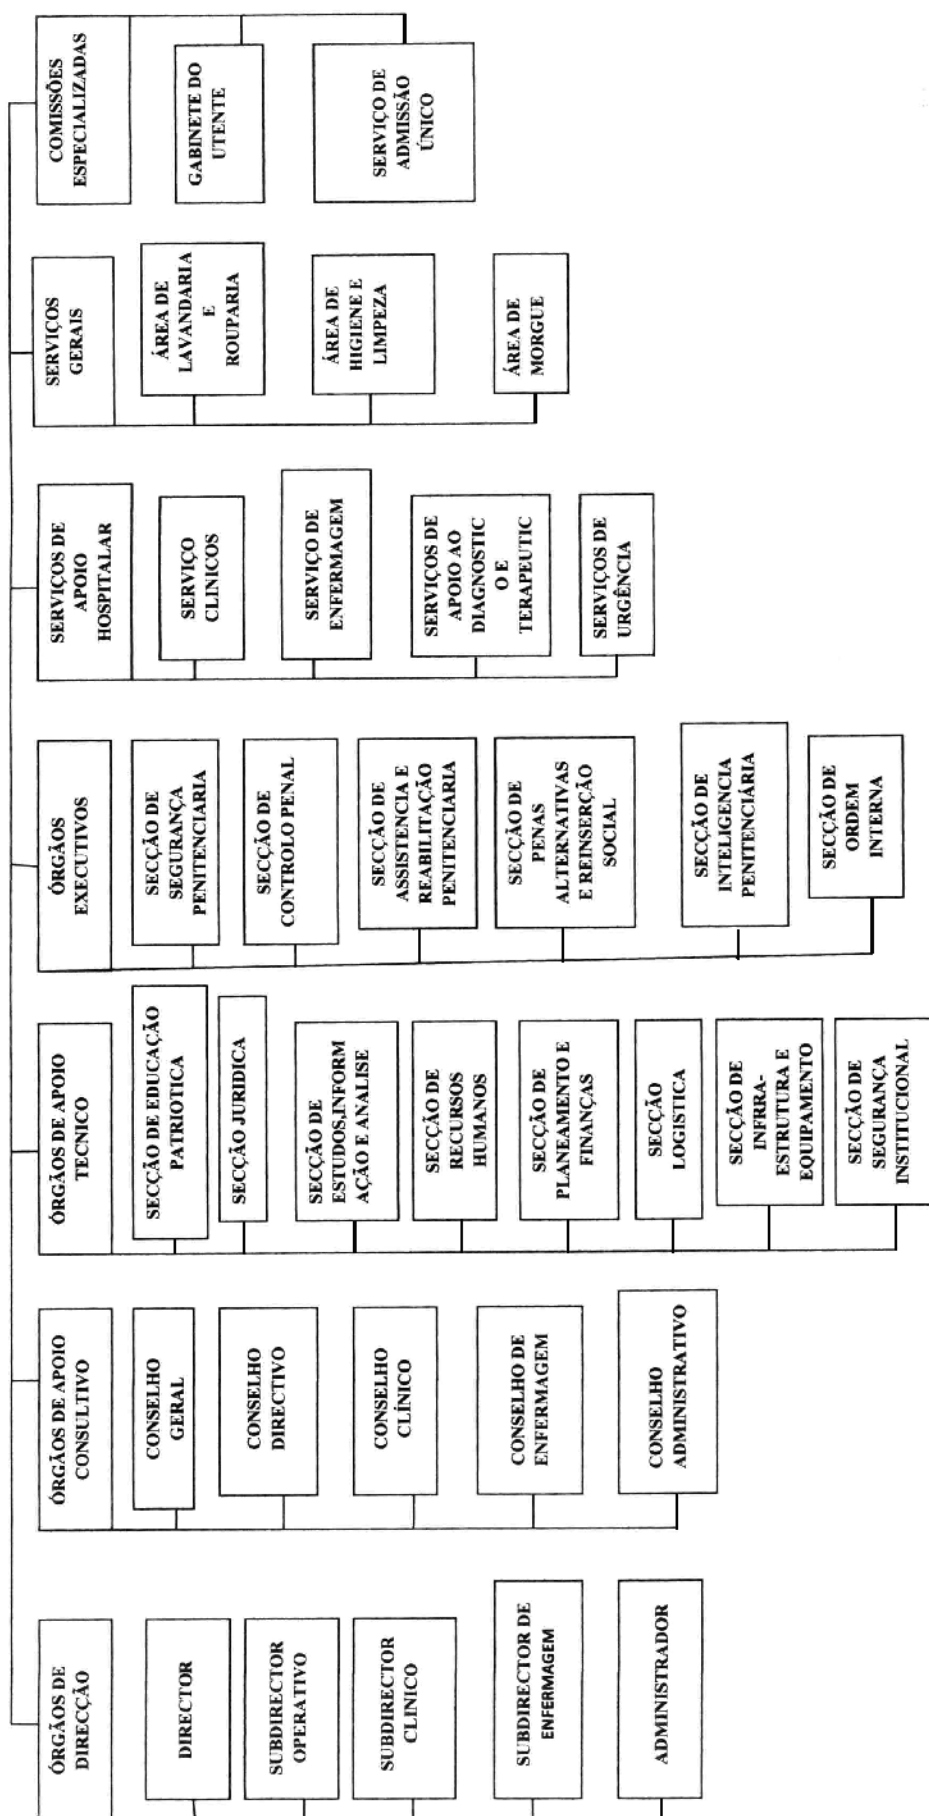 ÓRGÃOS DE
DIRECÇÃO
DIRECTOR
SUBDIRECTOR
OPERATIVO
SUBDIRECTOR
CLINICO
SUBDIRECTOR DE
ENFERMAGEM
ADMINISTRADOR
ÓRGÃOS DE APOIO
CONSULTIVO
CONSELHO
GERAL
CONSELHO
DIRECTIVO
CONSELHO
CLÍNICO
CONSELHO DE
ENFERMAGEM
CONSELHO
ADMINISTRATIVO
ÓRGÃOS DE APOIO
TECNICO
SECÇÃO DE EDUCAÇÃO
PATRIOTICA
SECÇÃO JURIDICA
SECÇÃO DE
ESTUDOS,INFORM
AÇÃO E ANALISE
SECÇÃO DE
RECURSOS
HUMANOS
SECÇÃO DE
PLANEAMENTO E
FINANÇAS
SECÇÃO
LOGISTICA
SECÇÃO DE
INFRRA-
ESTRUTURA E
EQUIPAMENTO
SECÇÃO DE
SEGURANÇA
INSTITUCIONAL
ÓRGÃOS
EXECUTIVOS
SECÇÃO DE
SEGURANÇA
PENITENCIARIA
SECÇÃO DE
CONTROLO PENAL
SECÇÃO DE
ASSISTENCIA E
REABILITAÇÃO
PENITENCIARIA
SECÇÃO DE
PENAS
ALTERNATIVAS
E REINSERÇÃO
SOCIAL
SECÇÃO DE
INTELIGENCIA
PENITENCIÁRIA
SECÇÃO DE
ORDEM
INTERNA
SERVIÇOS DE
APOIO
HOSPITALAR
SERVIÇO
CLINICOS
SERVIÇO DE
ENFERMAGEM
SERVIÇOS DE
APOIO AO
DIAGNOSTIC
O E
TERAPEUTIC
SERVIÇOS DE
URGÊNCIA
SERVIÇOS
GERAIS
ÁREA DE
LAVANDARIA
E
ROUPARIA
ÁREA DE
HIGIENE E
LIMPEZA
ÁREA DE
MORGUE
COMISSÕES
ESPECIALIZADAS
GABINETE DO
UTENTE
SERVIÇO DE
ADMISSÃO
ÚNICO